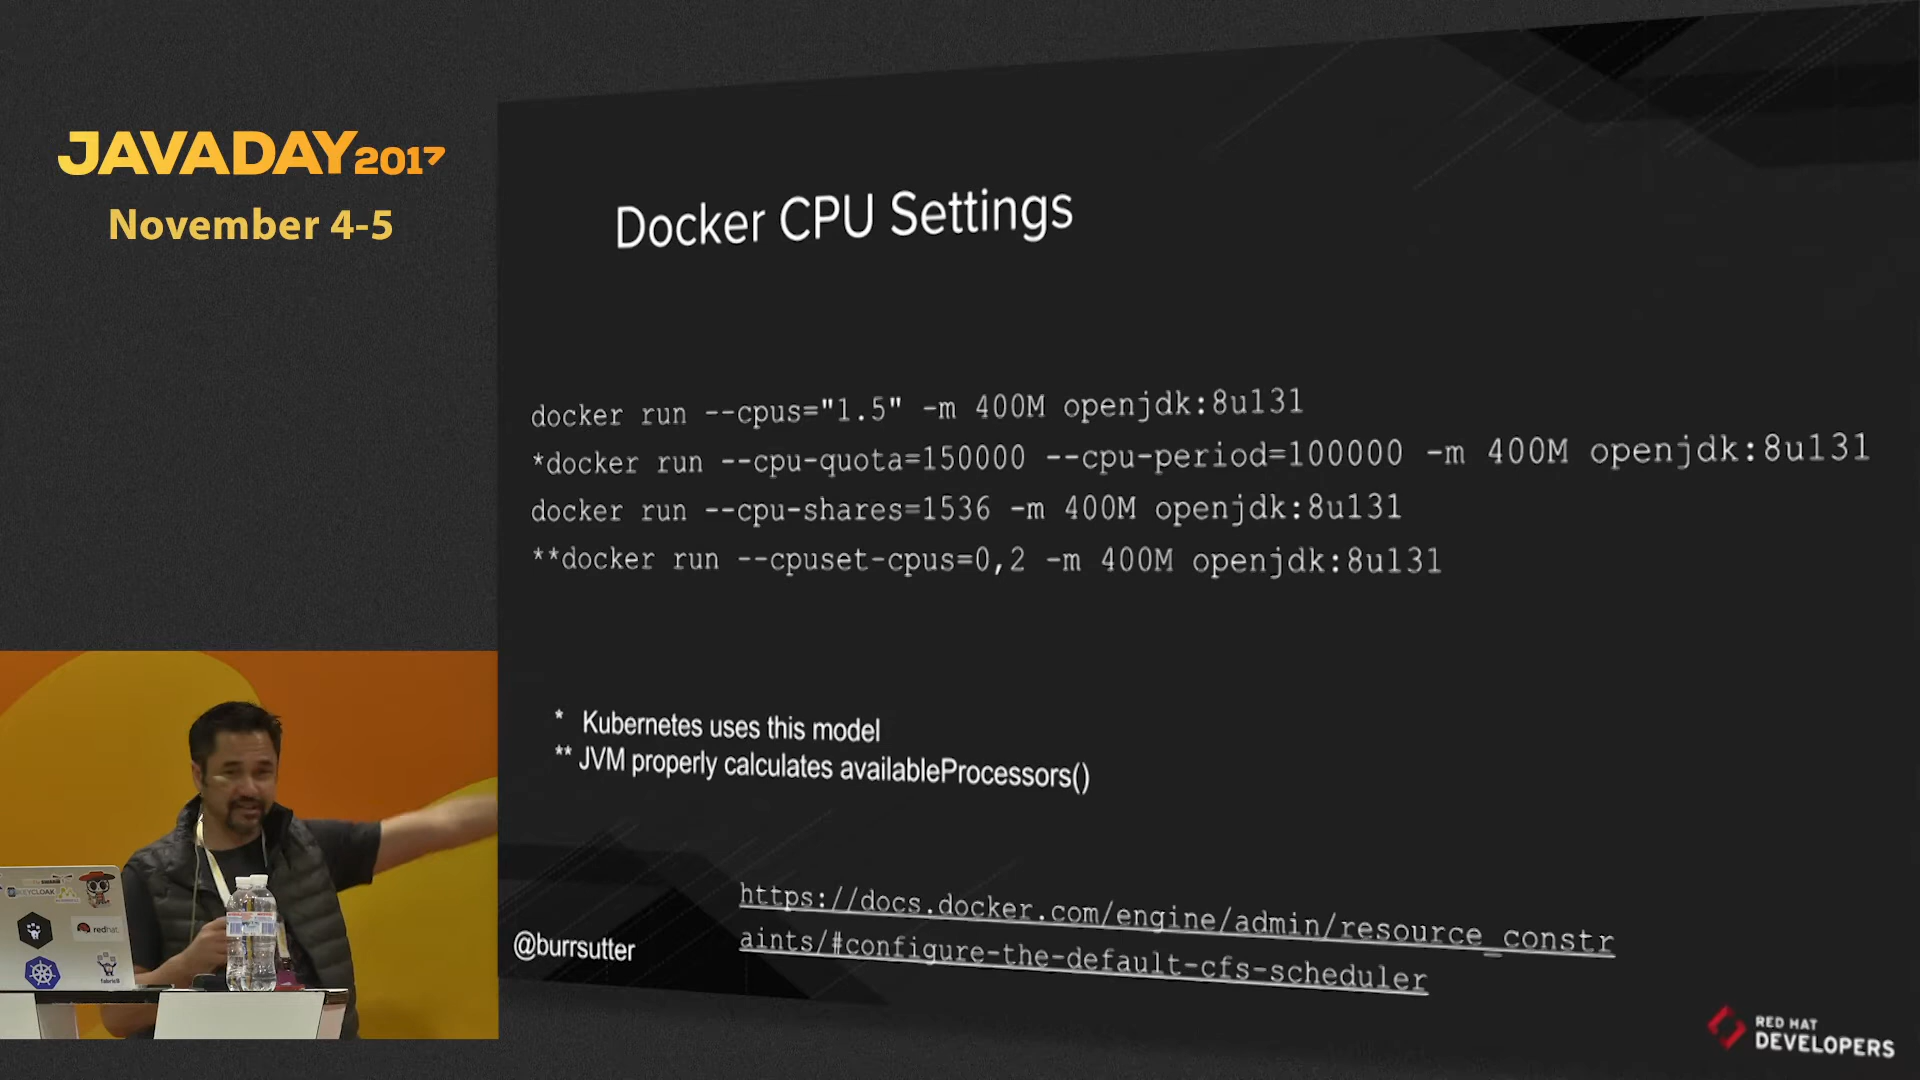 JAVADAY 2017
November 4-5
Docker CPU Settings
docker run --cpus="1.5" -m 400M openjdk:8u131
*docker run --cpu-quota=150000 --cpu-period=100000 -m 400M openjdk:8u131
docker run --cpu-shares=1536 -m 400M openjdk:8u131
**docker run --cpuset-cpus=0,2 -m 400M openjdk:8u131
* Kubernetes uses this model
** JVM properly calculates availableProcessors()
https://docs.docker.com/engine/admin/resource_constr
aints/#configure-the-default-cfs-scheduler
@burrsutter
RED HAT
DEVELOPERS
redhat.